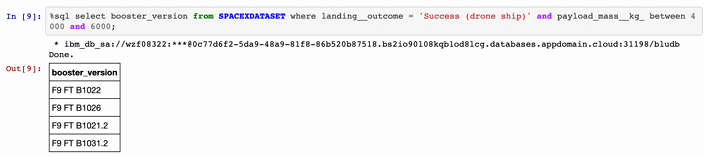 In [9]: %sql select booster_version from SPACEXDATASET where landing__outcome = 'Success (drone ship)' and payload_mass__kg_ between 4
000 and 6000;
* ibm_db_sa://wzf08322:***@0c77d6f2-5da9-48a9-81f8-86b520b87518.bs2io90l08kqb1od8lcg.databases.appdomain.cloud:31198/bludb
Done.
Out[9]: booster_version
F9 FT B1022
F9 FT B1026
F9 FT B1021.2
F9 FT B1031.2